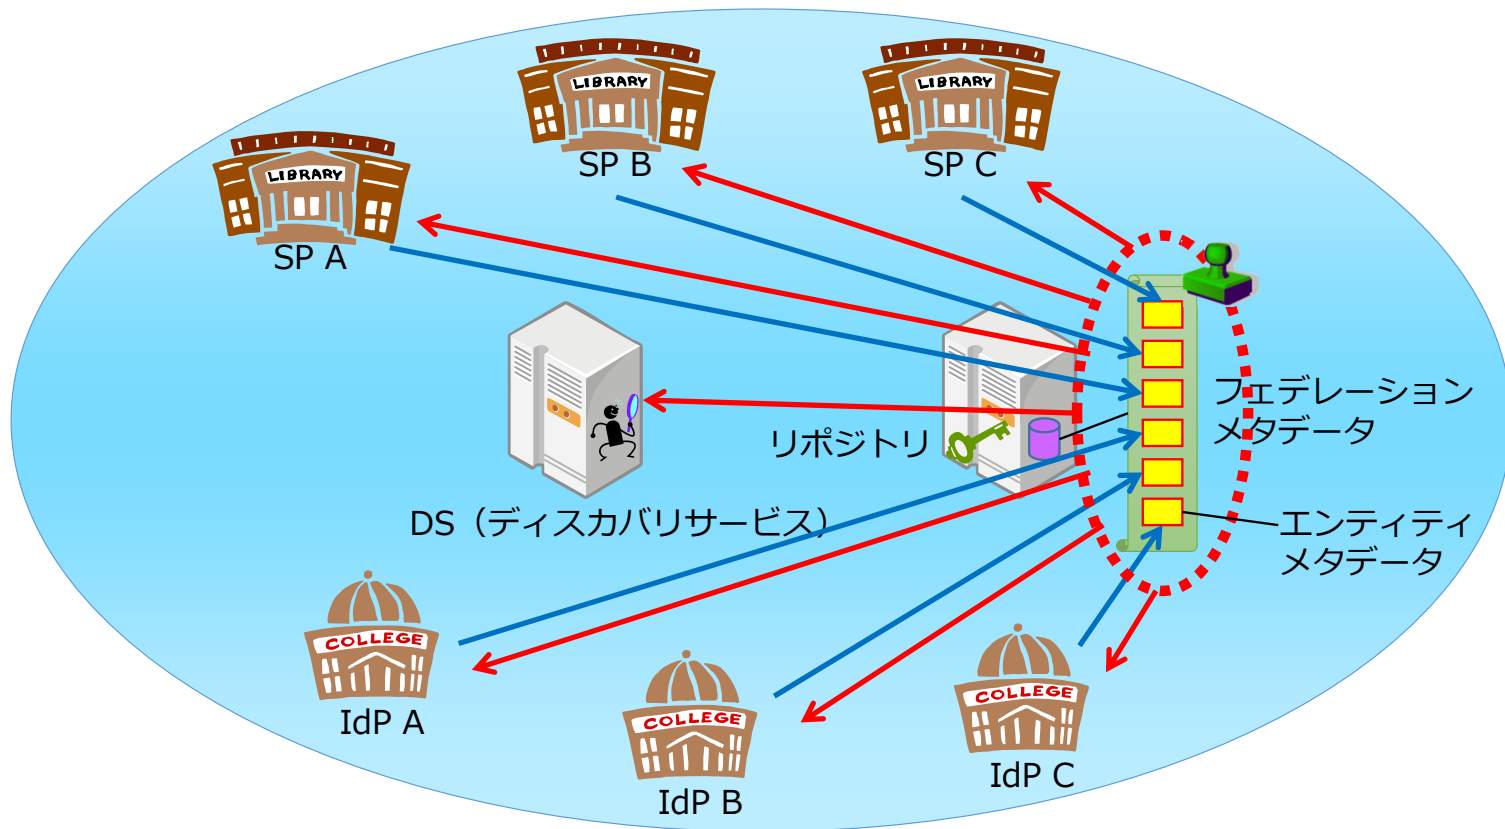 LIBRARY
SP B
LIBRARY
SP C
LIBRARY
SP A
フェデレーション
メタデータ
リポジトリ
DS（ディスカバリサービス）
エンティティ
メタデータ
COLLEGE
IdP A
COLLEGE
IdP B
COLLEGE
IdP C